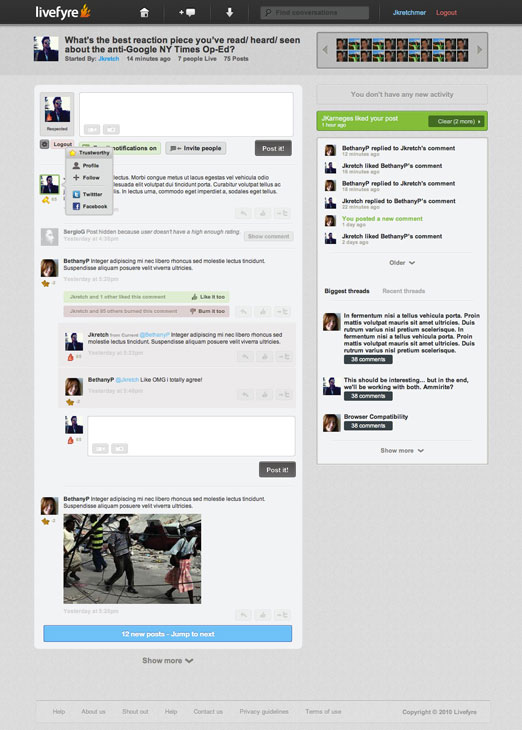 livefyre
Find conversations
Jkretchmer
Logout
What's the best reaction piece you've read/ heard/ seen
about the anti-Google NY Times Op-Ed?
Started By: Jkretch 14 minutes ago 7 people Live 75 Posts
You don't have any new activity
JKarneges liked your post
1 hour ago
Clear (2 more)
Respected
Logout
notifications on
Invite people
Post it!
Trustworthy
Profile
Follow
Twitter
Facebook
lectus. Morbi congue metus ut lacus egestas vel vehicula odio
lesuada elit volutpat dui tincidunt porta. Curabitur volutpat tellus ac
In lectus urna, commodo eget imperdiet a, sodales eget tellus.
SergioG Post hidden because user doesn't have a high enough rating.
Yesterday at 4:36pm
Show comment
BethanyP Integer adipiscing mi nec libero rhoncus sed molestie lectus tincidunt.
Suspendisse aliquam posuere velit viverra ultricies.
Yesterday at 5:20pm
Jkretch and 1 other liked this comment
Like it too
Jkretch and 85 others burned this comment
Burn it too
Jkretch from Current @BethanyP Integer adipiscing mi nec libero rhoncus sed
molestie lectus tincidunt. Suspendisse aliquam posuere velit viverra ultricies.
Yesterday at 5:23pm
BethanyP @Jkretch Like OMG i totally agree!
Yesterday at 5:45pm
Post it!
BethanyP Integer adipiscing mi nec libero rhoncus sed molestie lectus tincidunt.
Suspendisse aliquam posuere velit viverra ultricies.
Yesterday at 5:20pm
12 new posts - Jump to next
Show more
BethanyP replied to Jkretch's comment
12 minutes ago
Jkretch liked BethanyP's comment
16 minutes ago
BethanyP replied to Jkretch's comment
16 minutes ago
Jkretch replied to BethanyP's comment
22 minutes ago
You posted a new comment
1 day ago
Jkretch liked BethanyP's comment
2 days ago
Older
Biggest threads
Recent threads
In fermentum nisi a tellus vehicula porta. Proin
mattis volutpat mauris sit amet ultricies. Duis
rutrum varius nisl pretium scelerisque. In
fermentum nisi a tellus vehicula porta. Proin
mattis volutpat mauris sit amet ultricies. Duis
rutrum varius nisl pretium scelerisque.
38 comments
This should be interesting... but in the end,
we'll be working with both. Ammirite?
38 comments
Browser Compatibility
38 comments
Show more
Help
About us
Shout out
Help
Contact us
Privacy guidelines
Terms of use
Copyright © 2010 Livefyre